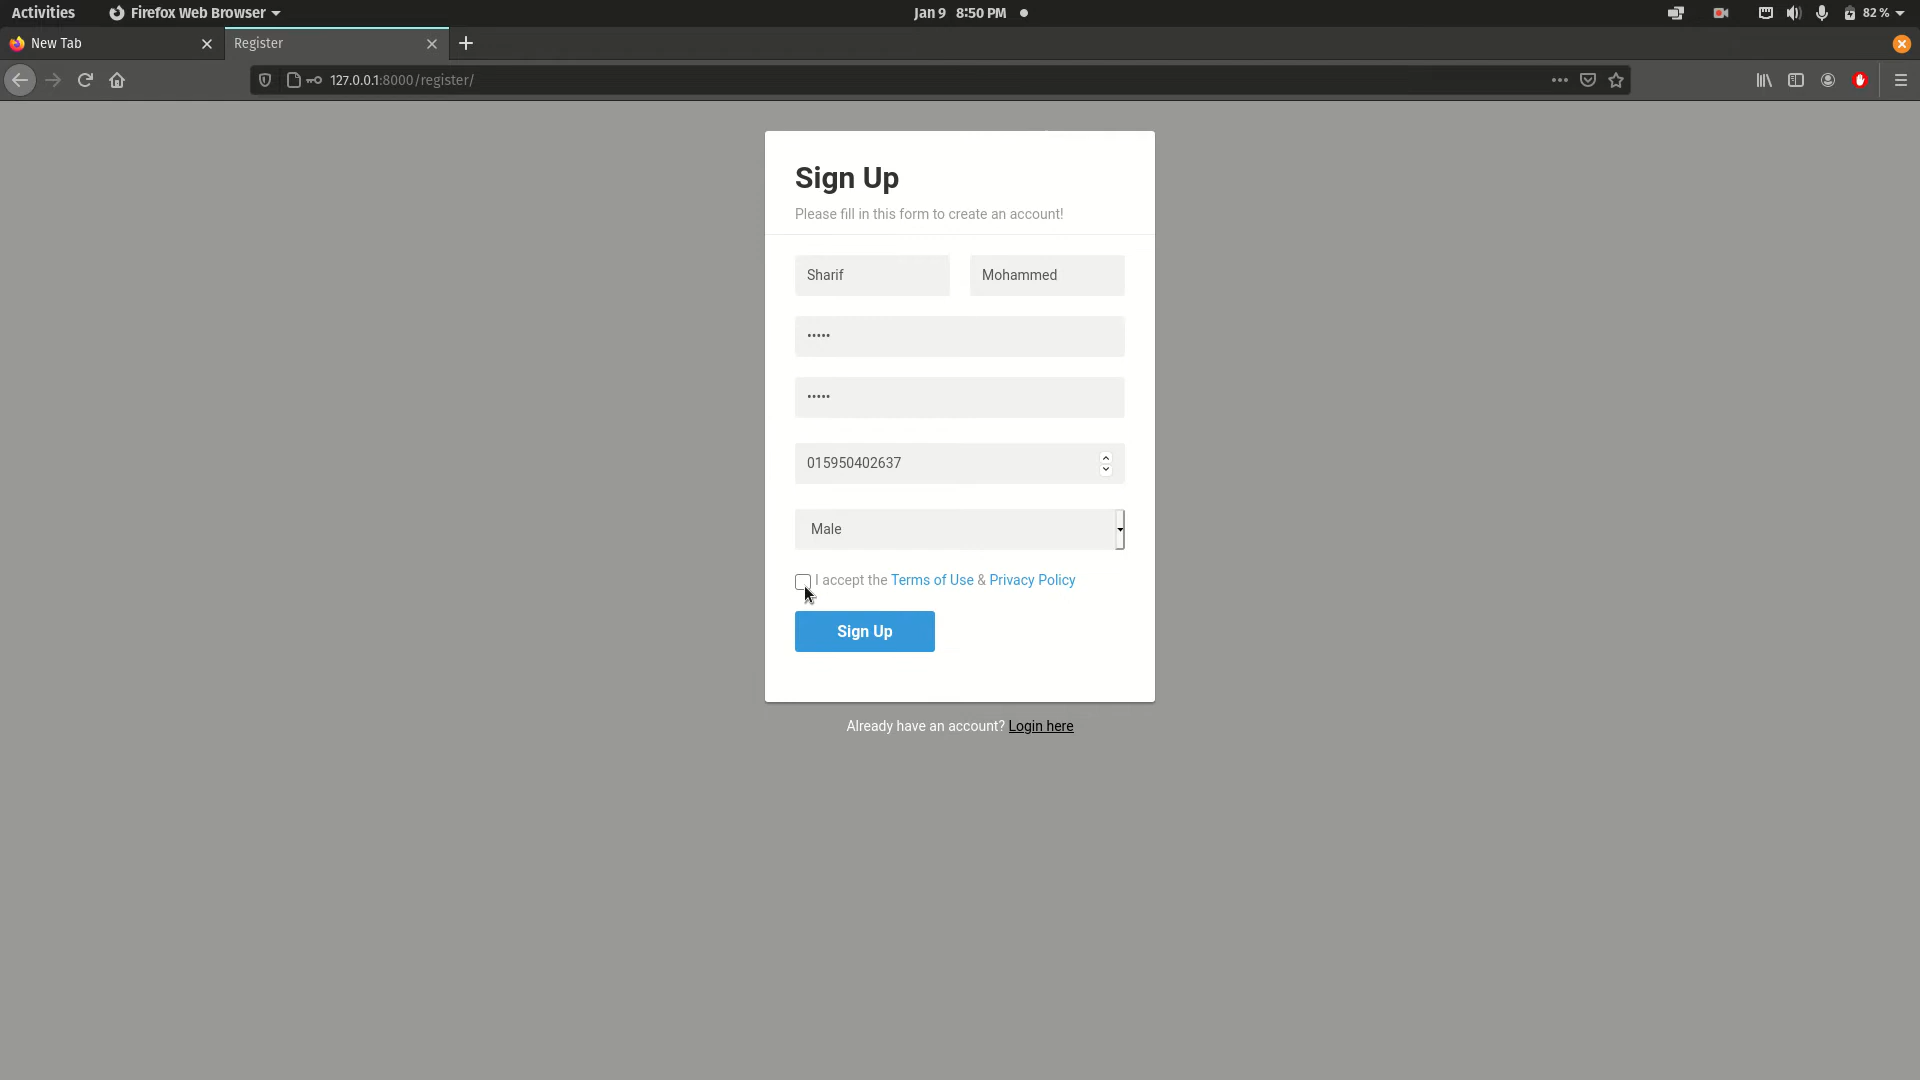 Activities Firefox Web Browser Jan 9 8:50 PM 82 %
New Tab Register
127.0.0.1:8000/register/
Sign Up
Please fill in this form to create an account!
Sharif Mohammed
•••••
•••••
015950402637
Male
I accept the Terms of Use & Privacy Policy
Sign Up
Already have an account? Login here